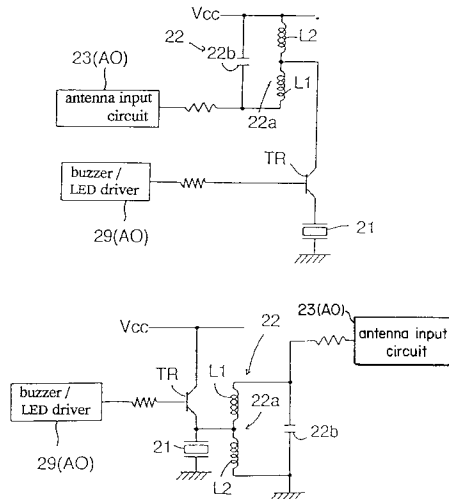 Vcc
22
L2
22b
23(AO)
antenna input
circuit
L1
22a
TR
buzzer /
LED driver
29(AO)
21
23(AO)
antenna input
circuit
Vcc
22
TR
L1
buzzer /
LED driver
22a
21
22b
29(AO)
L2